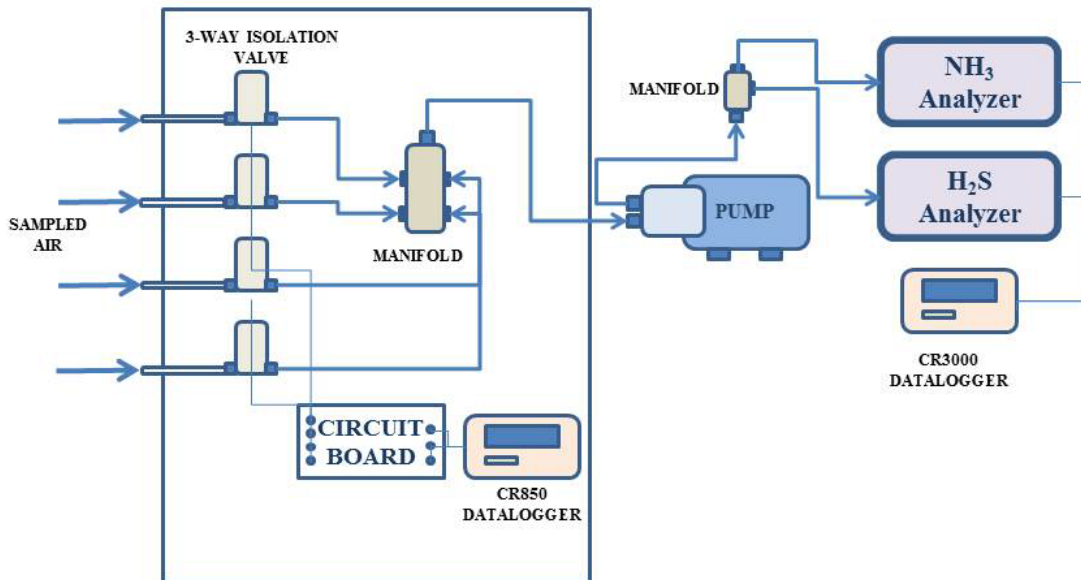 3-WAY ISOLATION
VALVE
SAMPLED
AIR
MANIFOLD
MANIFOLD
PUMP
NH₃
Analyzer
H₂S
Analyzer
CR3000
DATALOGGER
CIRCUIT
BOARD
CR850
DATALOGGER